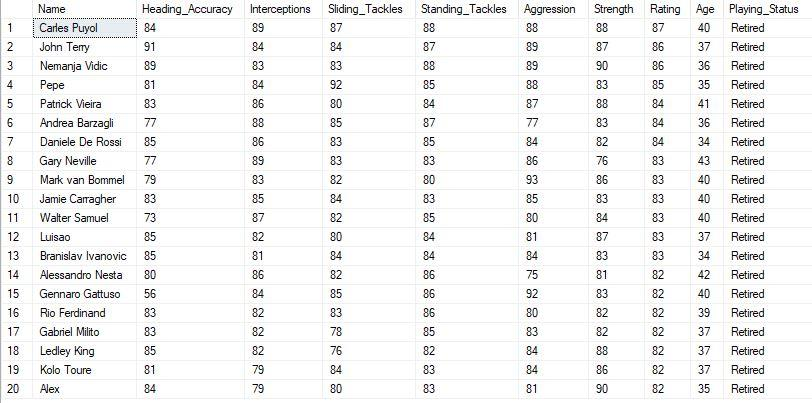 Name Heading_Accuracy Interceptions Sliding_Tackles Standing_Tackles Aggression Strength Rating Age Playing_Status
1 Carles Puyol 84 89 87 88 88 88 87 40 Retired
2 John Terry 91 84 84 87 89 87 86 37 Retired
3 Nemanja Vidic 89 83 83 88 89 90 86 36 Retired
4 Pepe 81 84 92 85 88 83 85 35 Retired
5 Patrick Vieira 83 86 80 84 87 88 84 41 Retired
6 Andrea Barzagli 77 88 85 87 77 83 84 36 Retired
7 Daniele De Rossi 85 86 83 85 84 82 84 34 Retired
8 Gary Neville 77 89 83 83 86 76 83 43 Retired
9 Mark van Bommel 79 83 82 80 93 86 83 40 Retired
10 Jamie Carragher 83 85 84 83 85 83 83 40 Retired
11 Walter Samuel 73 87 82 85 80 84 83 40 Retired
12 Luisao 85 82 80 84 81 87 83 37 Retired
13 Branislav Ivanovic 85 81 84 84 84 83 83 34 Retired
14 Alessandro Nesta 80 86 82 86 75 81 82 42 Retired
15 Gennaro Gattuso 56 84 85 86 92 83 82 40 Retired
16 Rio Ferdinand 83 82 83 86 80 82 82 39 Retired
17 Gabriel Milito 83 82 78 85 83 82 82 37 Retired
18 Ledley King 85 82 76 82 84 88 82 37 Retired
19 Kolo Toure 81 79 84 83 84 86 82 37 Retired
20 Alex 84 79 80 83 81 90 82 35 Retired